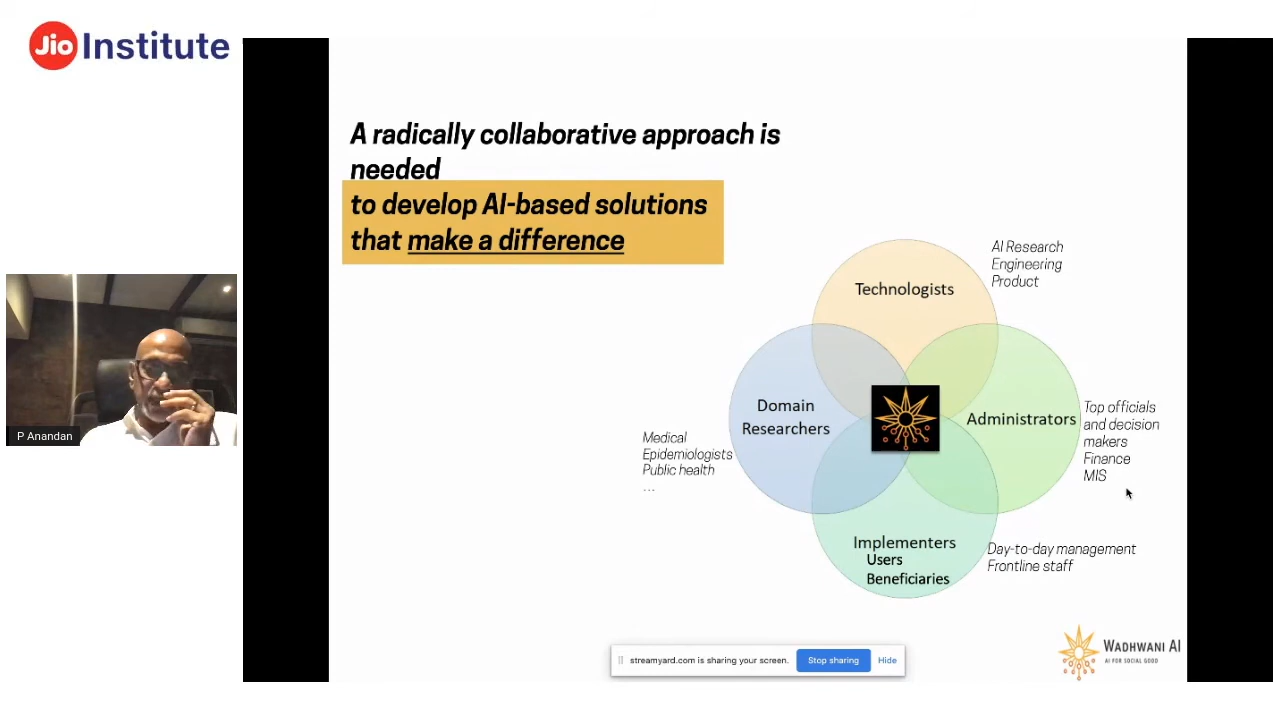 Jio Institute
A radically collaborative approach is
needed
to develop AI-based solutions
that make a difference
AI Research
Engineering
Product
Technologists
Domain
Researchers
Administrators
Top officials
and decision
makers
Finance
MIS
Medical
Epidemiologists
Public health
...
Implementers
Users
Beneficiaries
Day-to-day management
Frontline staff
P Anandan
streamyard.com is sharing your screen.
Stop sharing
Hide
WADHWANI AI
AI FOR SOCIAL GOOD